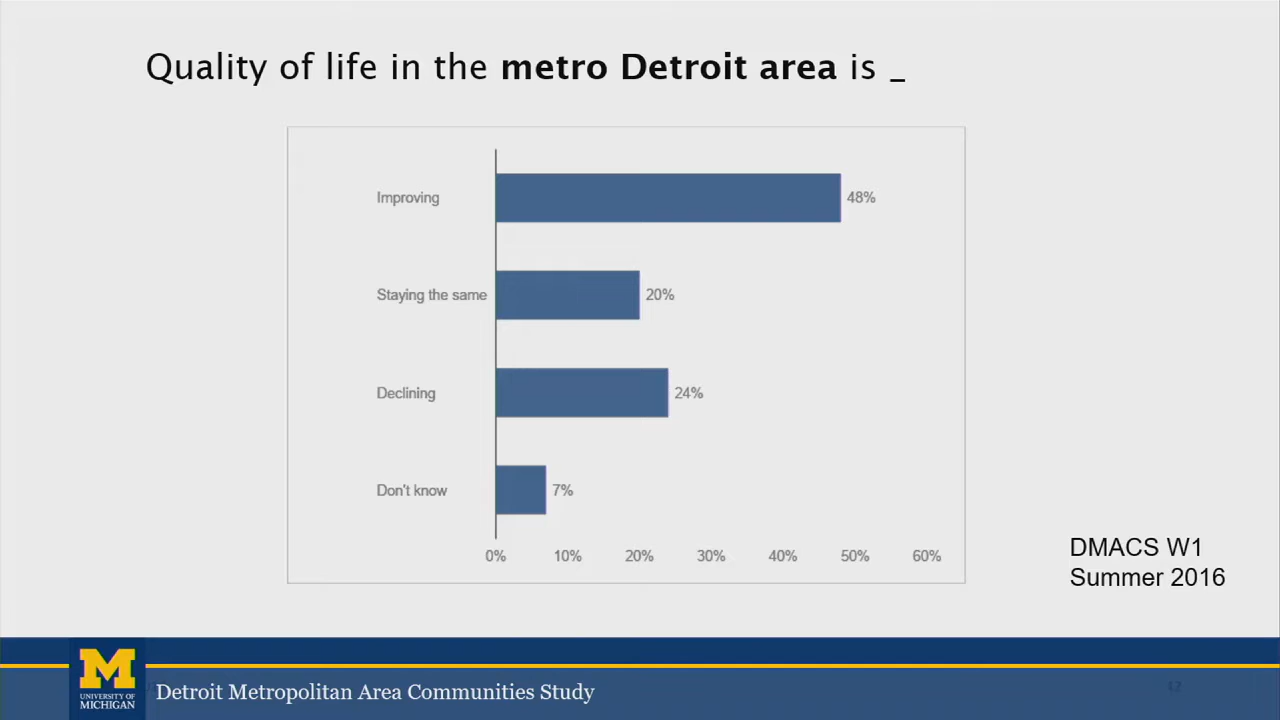 Quality of life in the metro Detroit area is _
Improving
48%
Staying the same
20%
Declining
24%
Don't know
7%
0% 10% 20% 30% 40% 50% 60%
DMACS W1
Summer 2016
M
UNIVERSITY OF
MICHIGAN
Detroit Metropolitan Area Communities Study